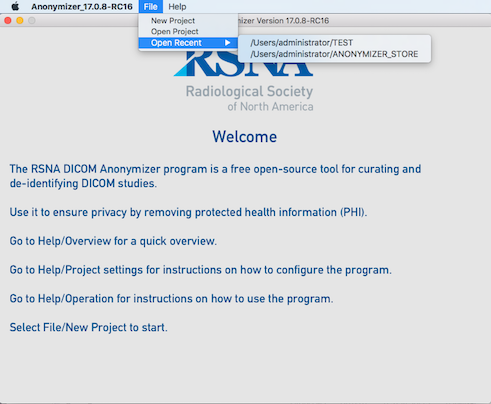 Anonymizer_17.0.8-RC16 File Help
New Project
Open Project
Open Recent
nizer Version 17.0.8-RC16
/Users/administrator/TEST
/Users/administrator/ANONYMIZER_STORE
RSNA
Radiological Society
of North America
Welcome
The RSNA DICOM Anonymizer program is a free open-source tool for curating and
de-identifying DICOM studies.
Use it to ensure privacy by removing protected health information (PHI).
Go to Help/Overview for a quick overview.
Go to Help/Project settings for instructions on how to configure the program.
Go to Help/Operation for instructions on how to use the program.
Select File/New Project to start.